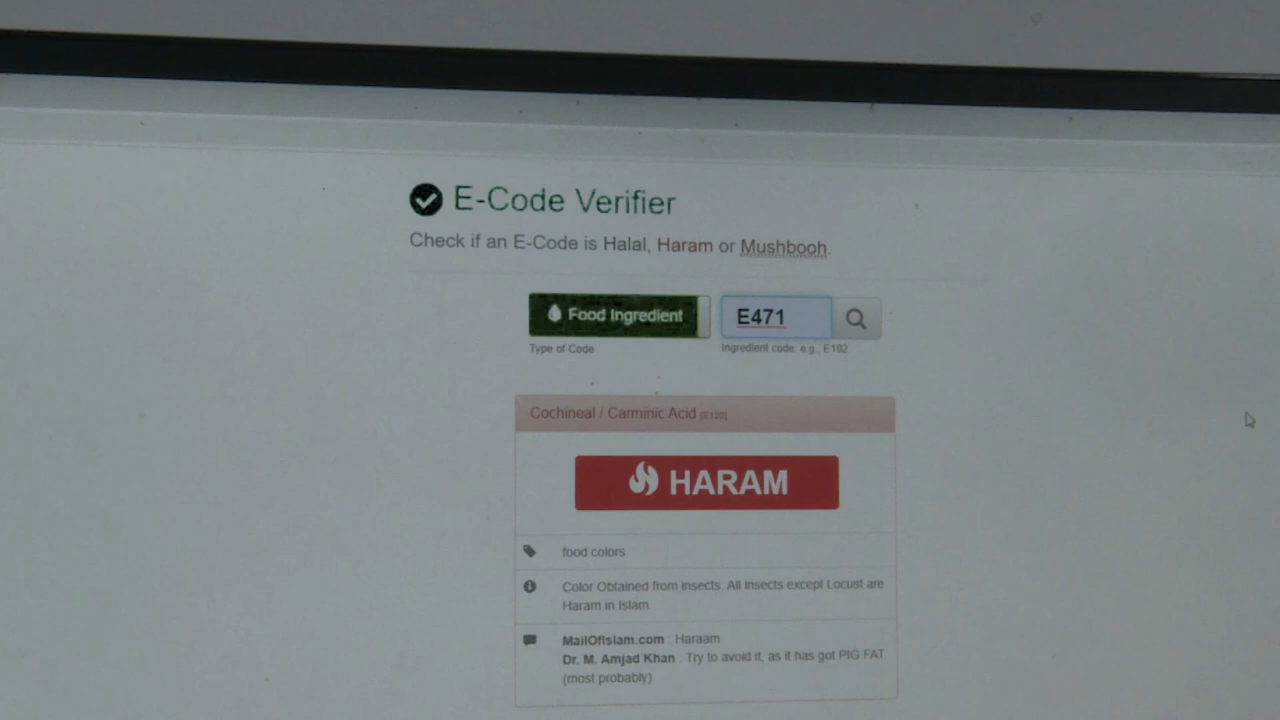 E-Code Verifier
Check if an E-Code is Halal, Haram or Mushbooh.
Food Ingredient
E471
Type of Code
Ingredient code. e.g.: E102
Cochineal / Carminic Acid [E120]
HARAM
food colors
Color Obtained from insects. All insects except Locust are
Haram in Islam.
MailOfIslam.com : Haraam
Dr. M. Amjad Khan : Try to avoid it, as it has got PIG FAT
(most probably)